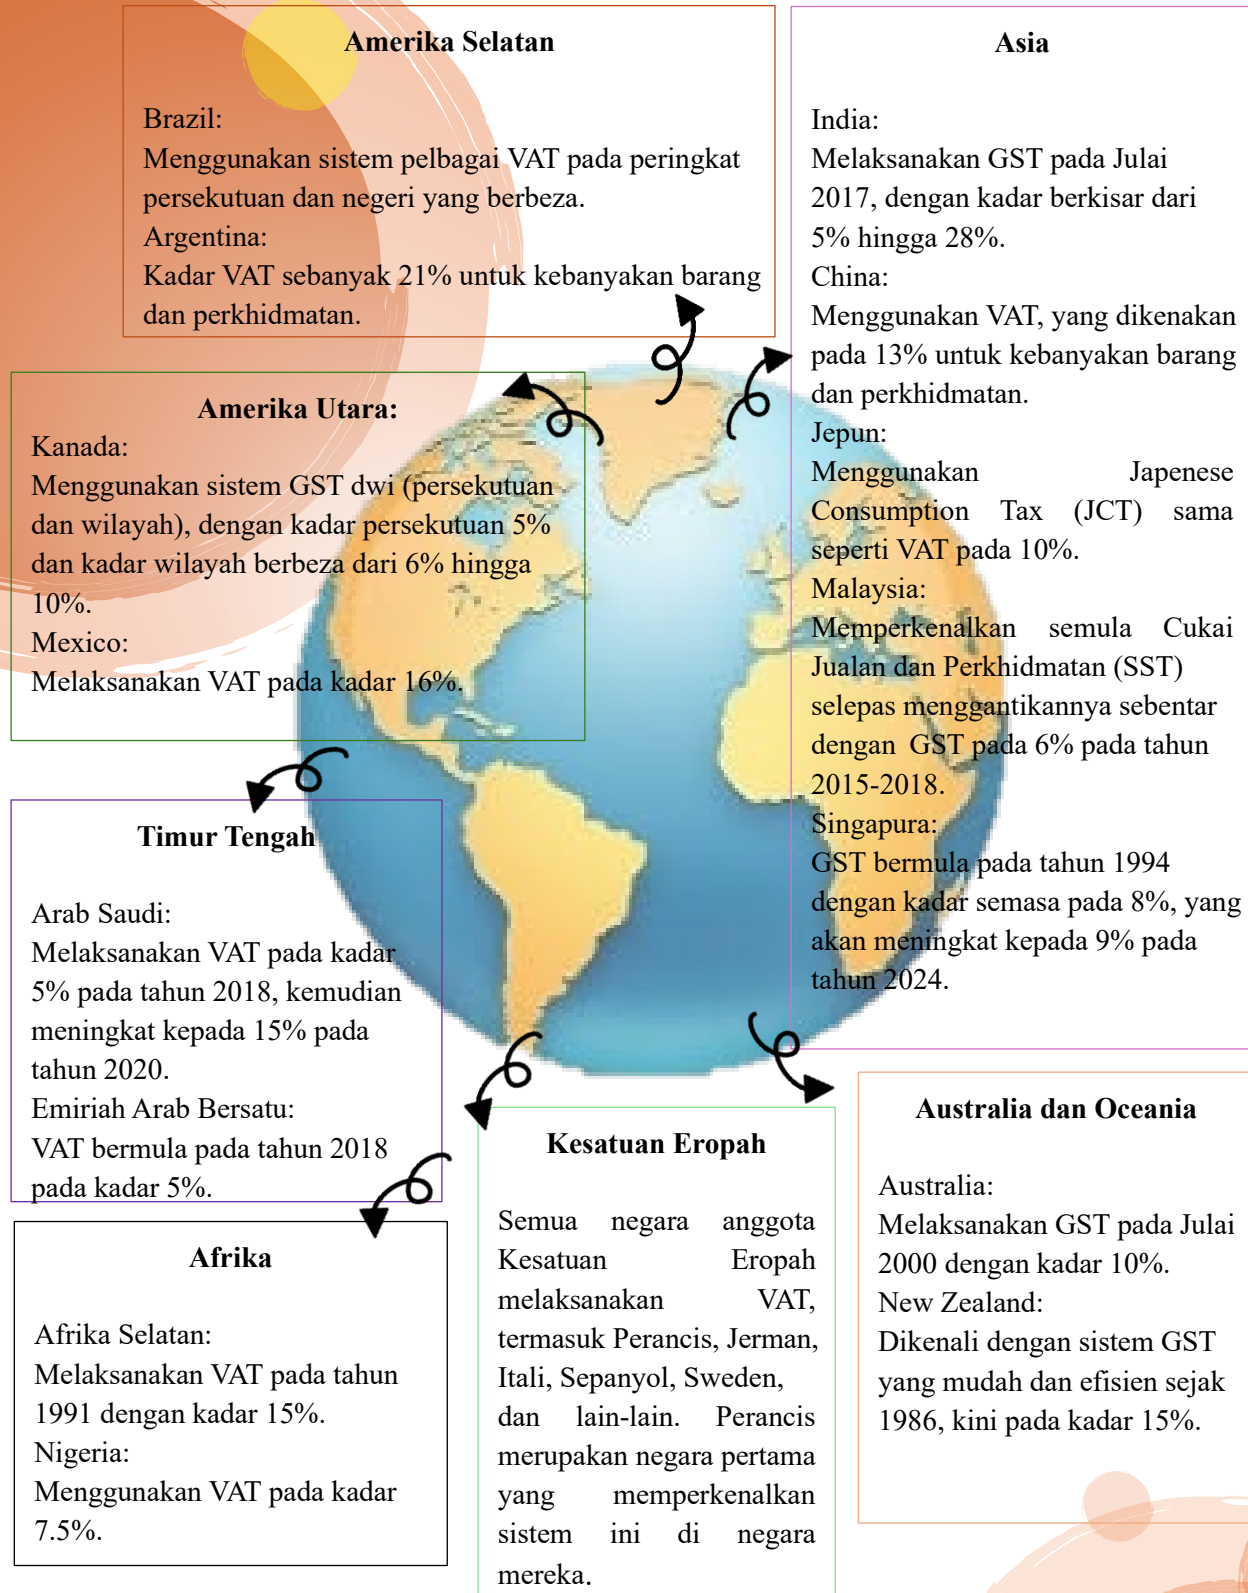 Amerika Selatan
Brazil:
Menggunakan sistem pelbagai VAT pada peringkat
persekutuan dan negeri yang berbeza.
Argentina:
Kadar VAT sebanyak 21% untuk kebanyakan barang
dan perkhidmatan.
Asia
India:
Melaksanakan GST pada Julai
2017, dengan kadar berkisar dari
5% hingga 28%.
China:
Menggunakan VAT, yang dikenakan
pada 13% untuk kebanyakan barang
dan perkhidmatan.
Jepun:
Menggunakan Japenese
Consumption Tax (JCT) sama
seperti VAT pada 10%.
Malaysia:
Memperkenalkan semula Cukai
Jualan dan Perkhidmatan (SST)
selepas menggantikannya sebentar
dengan GST pada 6% pada tahun
2015-2018.
Singapura:
GST bermula pada tahun 1994
dengan kadar semasa pada 8%, yang
akan meningkat kepada 9% pada
tahun 2024.
Amerika Utara:
Kanada:
Menggunakan sistem GST dwi (persekutuan
dan wilayah), dengan kadar persekutuan 5%
dan kadar wilayah berbeza dari 6% hingga
10%.
Mexico:
Melaksanakan VAT pada kadar 16%.
Timur Tengah
Arab Saudi:
Melaksanakan VAT pada kadar
5% pada tahun 2018, kemudian
meningkat kepada 15% pada
tahun 2020.
Emiriah Arab Bersatu:
VAT bermula pada tahun 2018
pada kadar 5%.
Afrika
Afrika Selatan:
Melaksanakan VAT pada tahun
1991 dengan kadar 15%.
Nigeria:
Menggunakan VAT pada kadar
7.5%.
Kesatuan Eropah
Semua negara anggota
Kesatuan Eropah
melaksanakan VAT,
termasuk Perancis, Jerman,
Itali, Sepanyol, Sweden,
dan lain-lain. Perancis
merupakan negara pertama
yang memperkenalkan
sistem ini di negara
mereka.
Australia dan Oceania
Australia:
Melaksanakan GST pada Julai
2000 dengan kadar 10%.
New Zealand:
Dikenali dengan sistem GST
yang mudah dan efisien sejak
1986, kini pada kadar 15%.